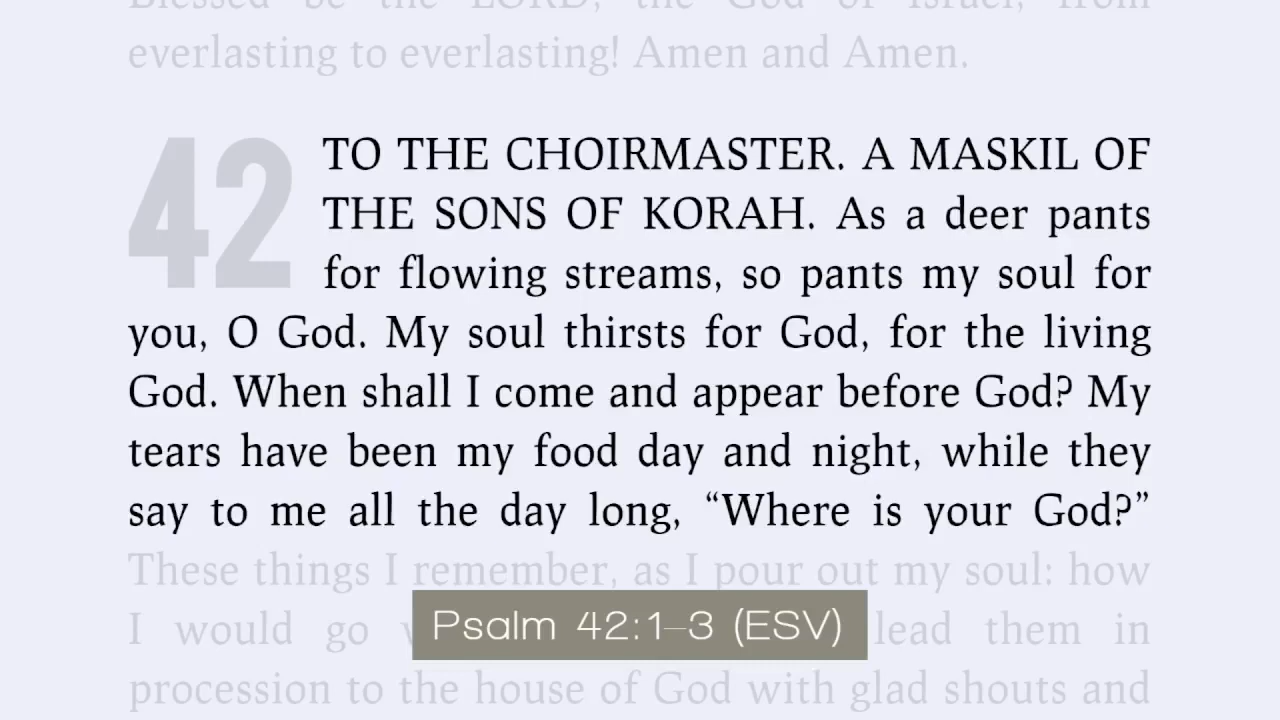 Blessed be the LORD, the God of Israel, from
everlasting to everlasting! Amen and Amen.
42
TO THE CHOIRMASTER. A MASKIL OF
THE SONS OF KORAH. As a deer pants
for flowing streams, so pants my soul for
you, O God. My soul thirsts for God, for the living
God. When shall I come and appear before God? My
tears have been my food day and night, while they
say to me all the day long, “Where is your God?”
These things I remember, as I pour out my soul: how
I would go lead them in
Psalm 42:1–3 (ESV)
procession to the house of God with glad shouts and